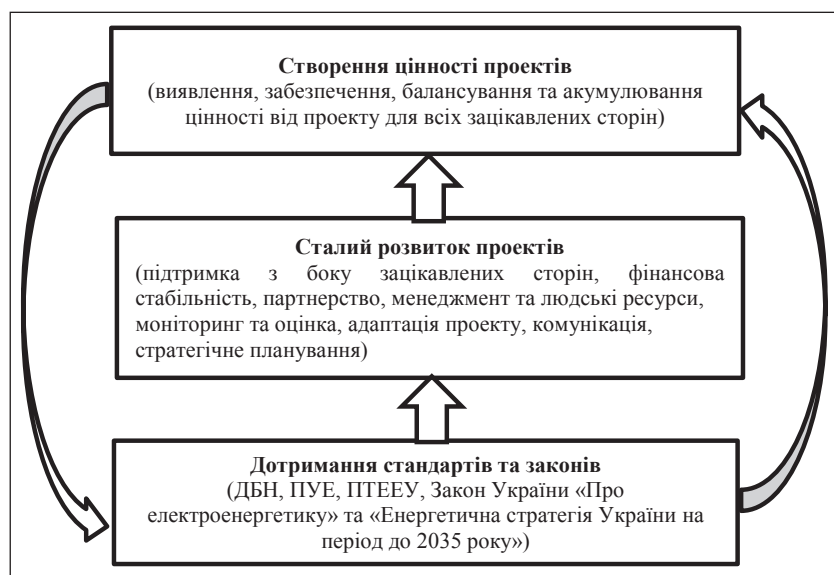 Створення цінності проектів
(виявлення, забезпечення, балансування та акумулювання
цінності від проекту для всіх зацікавлених сторін)
Сталий розвиток проектів
(підтримка з боку зацікавлених сторін, фінансова
стабільність, партнерство, менеджмент та людські ресурси,
моніторинг та оцінка, адаптація проекту, комунікація,
стратегічне планування)
Дотримання стандартів та законів
(ДБН, ПУЕ, ПТЕЕУ, Закон України «Про
електроенергетику» та «Енергетична стратегія України на
період до 2035 року»)